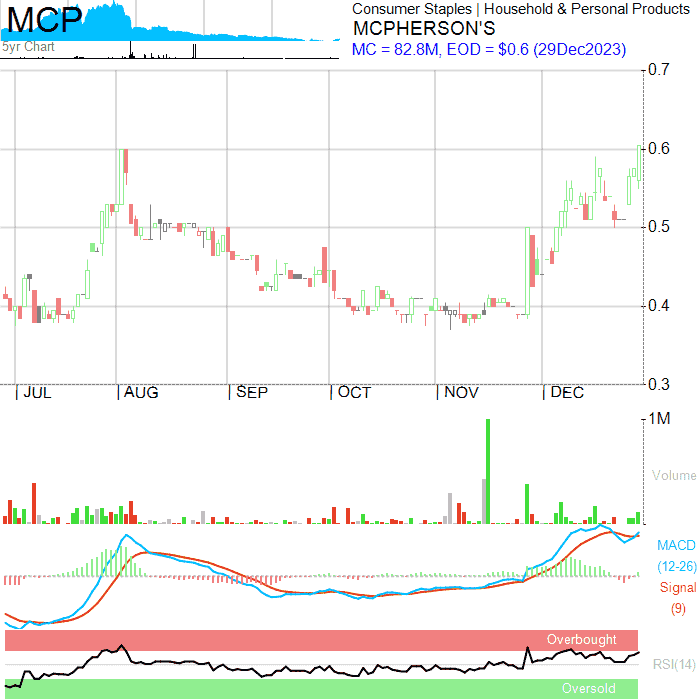 MCP
5yr Chart
Consumer Staples | Household & Personal Products
MCPHERSON'S
MC = 82.8M, EOD = $0.6 (29Dec2023)
0.7
0.6
0.5
0.4
0.3
| JUL | AUG | SEP | OCT | NOV | DEC
1M
Volume
MACD
(12-26)
Signal
(9)
Overbought
RSI(14)
Oversold